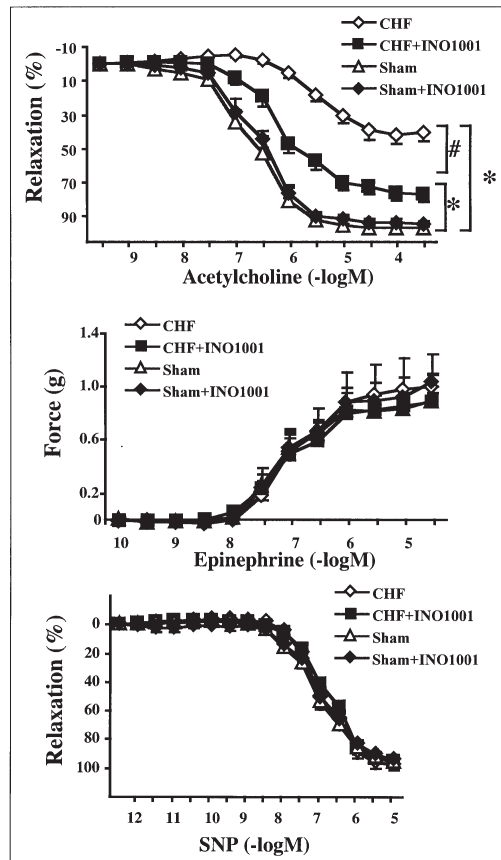 CHF
CHF+INO1001
Sham
Sham+INO1001
-10
10
30
50
70
90
Relaxation (%)
#
*
*
9 8 7 6 5 4
Acetylcholine (-logM)
CHF
CHF+INO1001
Sham
Sham+INO1001
1.4
1.0
0.6
0.2
0
Force (g)
10 9 8 7 6 5
Epinephrine (-logM)
CHF
CHF+INO1001
Sham
Sham+INO1001
0
20
40
60
80
100
Relaxation (%)
12 11 10 9 8 7 6 5
SNP (-logM)